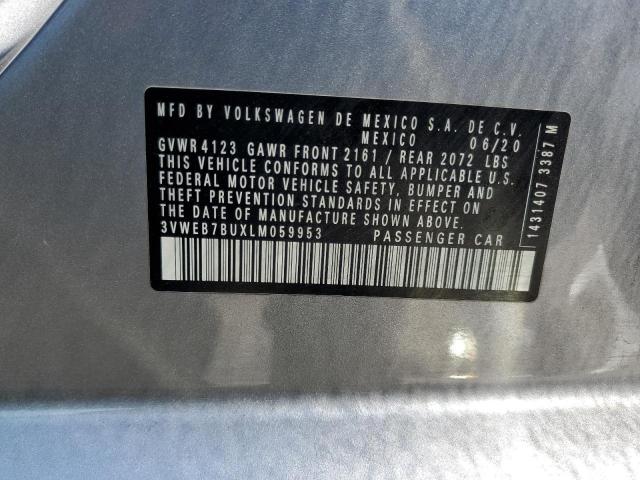 MFD BY VOLKSWAGEN DE MEXICO S.A. DE C.V.
MEXICO 06/20
GVWR 4123 GAWR FRONT 2161 / REAR 2072 LBS
THIS VEHICLE CONFORMS TO ALL APPLICABLE U.S.
FEDERAL MOTOR VEHICLE SAFETY, BUMPER AND
THEFT PREVENTION STANDARDS IN EFFECT ON
THE DATE OF MANUFACTURE SHOWN ABOVE.
3VWEB7BUXLM059953 PASSENGER CAR
1431407 3387 M